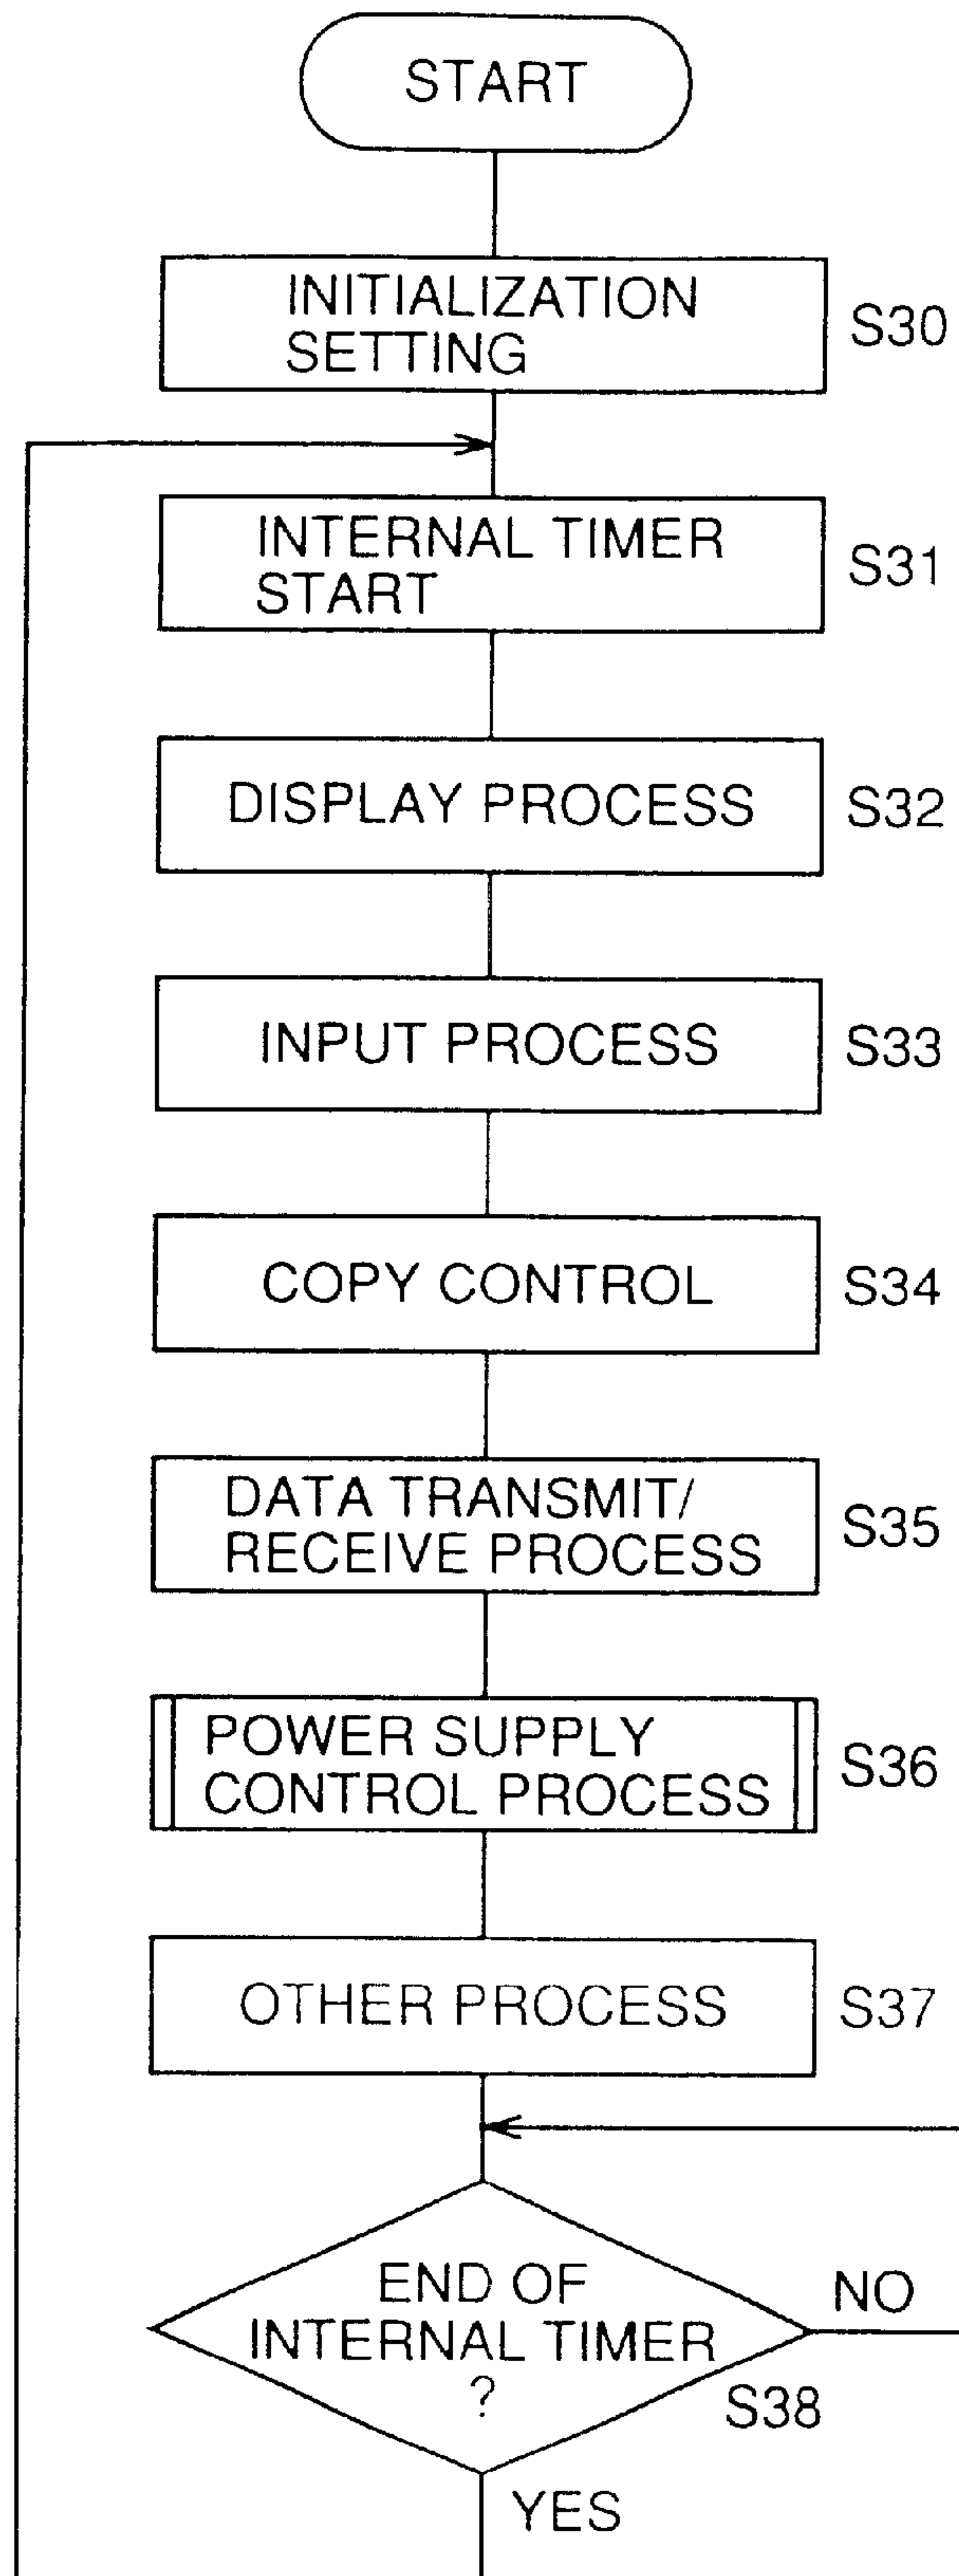 START
INITIALIZATION
SETTING
S30
INTERNAL TIMER
START
S31
DISPLAY PROCESS
S32
INPUT PROCESS
S33
COPY CONTROL
S34
DATA TRANSMIT/
RECEIVE PROCESS
S35
POWER SUPPLY
CONTROL PROCESS
S36
OTHER PROCESS
S37
END OF
INTERNAL TIMER
?
NO
S38
YES